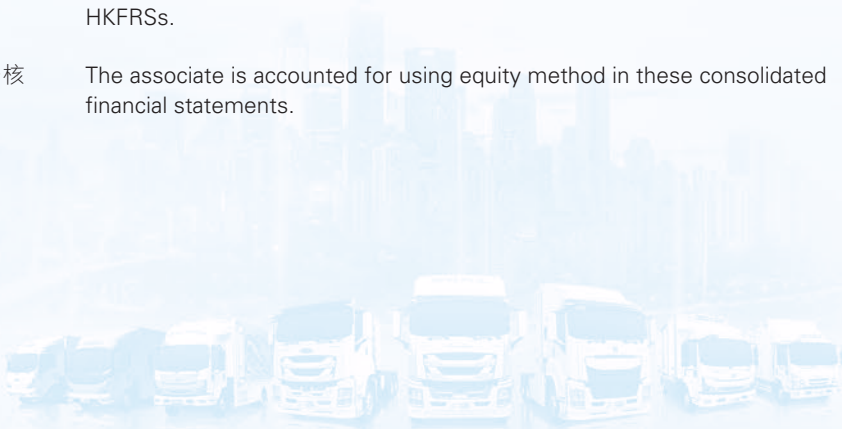 HKFRSs.
核
The associate is accounted for using equity method in these consolidated
financial statements.